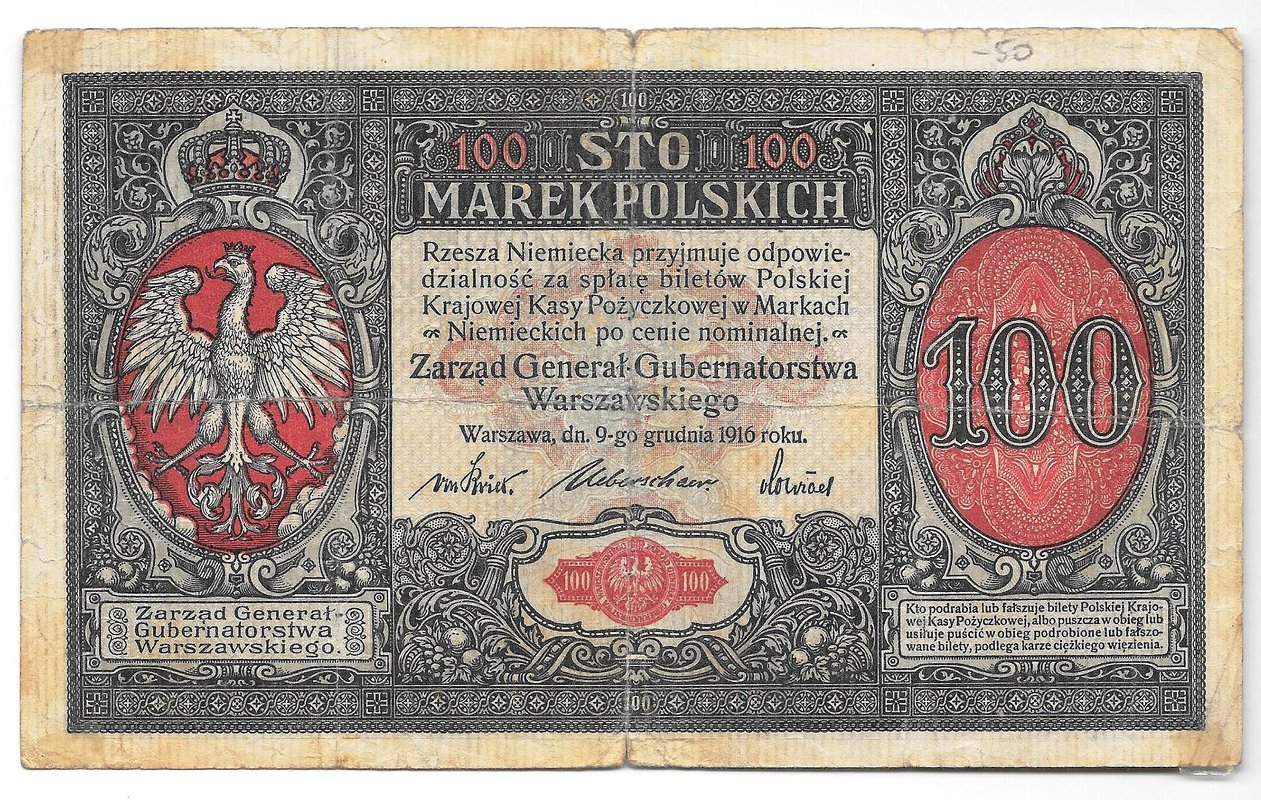 -50
100
100 STO 100
MAREK POLSKICH
Rzesza Niemiecka przyjmuje odpowie-
dzialność za spłatę biletów Polskiej
Krajowej Kasy Pożyczkowej w Markach
Niemieckich po cenie nominalnej.
Zarząd Generał-Gubernatorstwa
Warszawskiego
Warszawa, dn. 9-go grudnia 1916 roku.
100
100 100
Zarząd Generał-
Gubernatorstwa
Warszawskiego.
Kto podrabia lub fałszuje bilety Polskiej Krajo-
wej Kasy Pożyczkowej, albo puszcza w obieg lub
usiłuje puścić w obieg podrobione lub fałszo-
wane bilety, podlega karze ciężkiego więzienia.
100